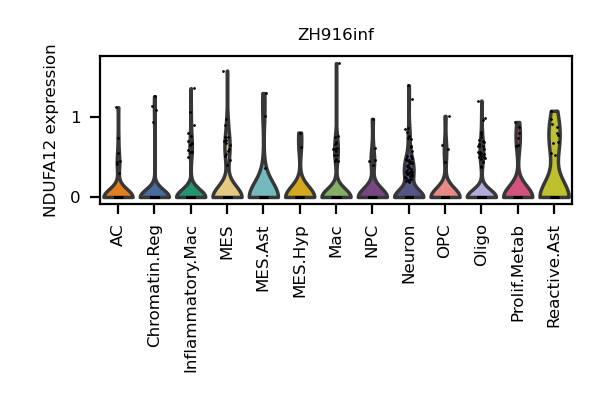 ZH916inf
NDUFA12 expression
1
0
AC
Chromatin.Reg
Inflammatory.Mac
MES
MES.Ast
MES.Hyp
Mac
NPC
Neuron
OPC
Oligo
Prolif.Metab
Reactive.Ast